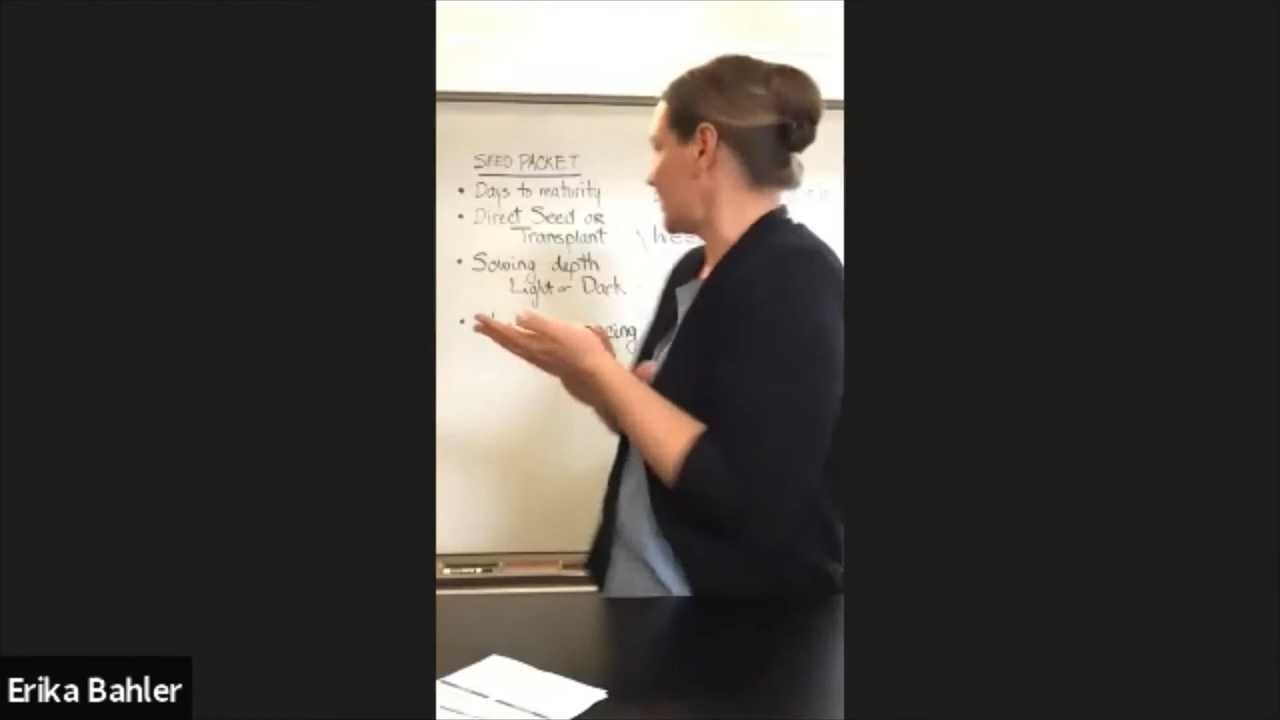 SEED PACKET
• Days to maturity
• Direct Seed or
Transplant
• Sowing depth
Light or Dark
•
Erika Bahler